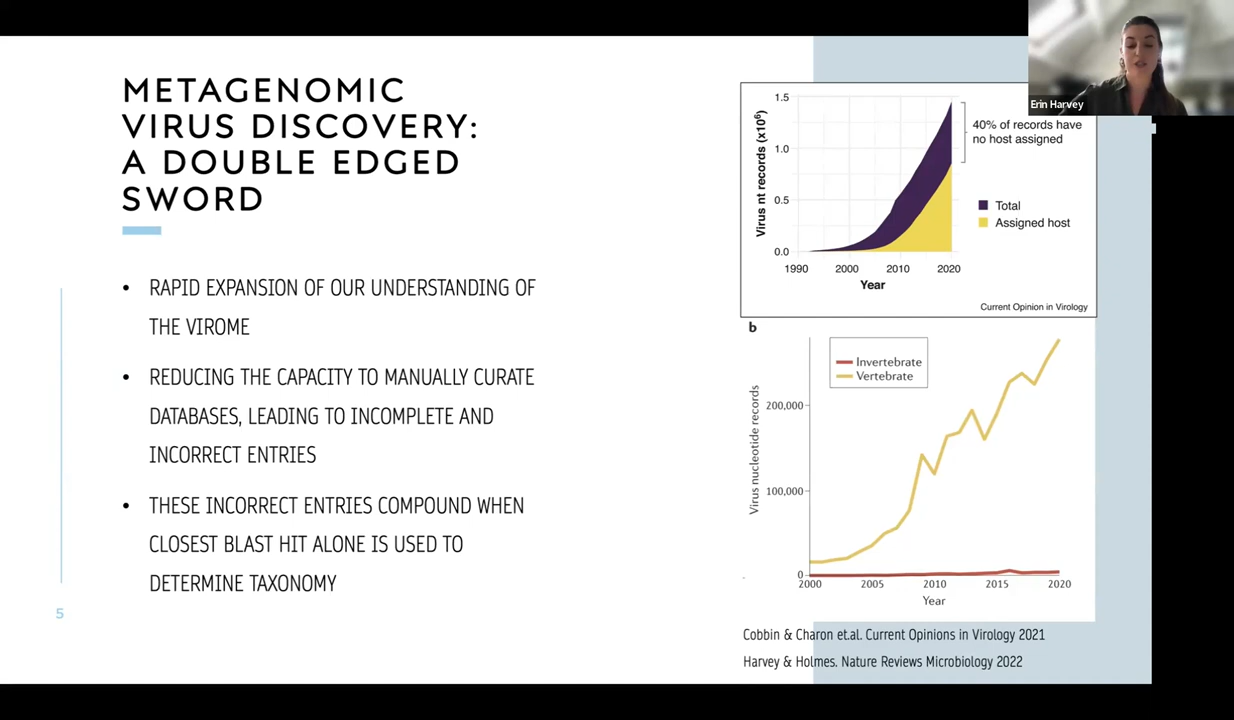 METAGENOMIC
VIRUS DISCOVERY:
A DOUBLE EDGED
SWORD
• RAPID EXPANSION OF OUR UNDERSTANDING OF
THE VIROME
• REDUCING THE CAPACITY TO MANUALLY CURATE
DATABASES, LEADING TO INCOMPLETE AND
INCORRECT ENTRIES
• THESE INCORRECT ENTRIES COMPOUND WHEN
CLOSEST BLAST HIT ALONE IS USED TO
DETERMINE TAXONOMY
5
Erin Harvey
Virus nt records (x10⁶)
1.5
1.0
0.5
0.0
1990 2000 2010 2020
Year
40% of records have
no host assigned
Total
Assigned host
Current Opinion in Virology
b
Invertebrate
Vertebrate
Virus nucleotide records
200,000
100,000
0
2000 2005 2010 2015 2020
Year
Cobbin & Charon et.al. Current Opinions in Virology 2021
Harvey & Holmes. Nature Reviews Microbiology 2022